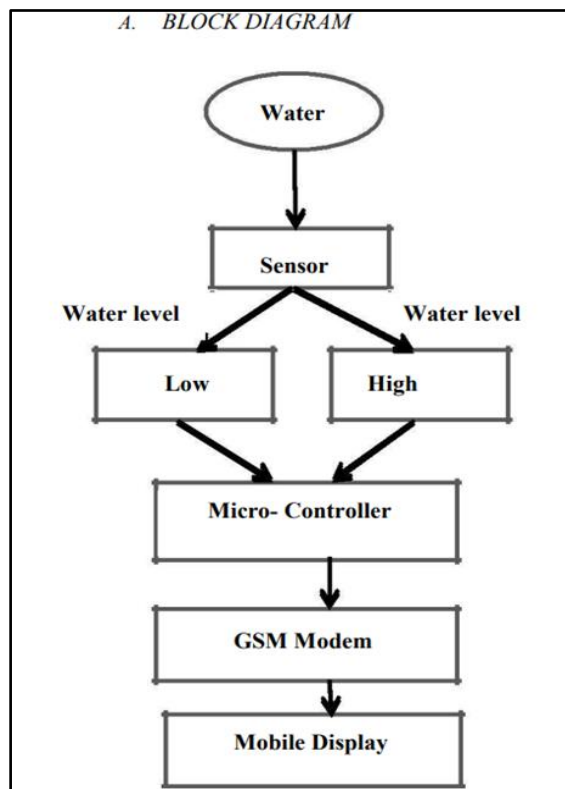 A. BLOCK DIAGRAM
Water
Sensor
Water level Water level
Low High
Micro- Controller
GSM Modem
Mobile Display